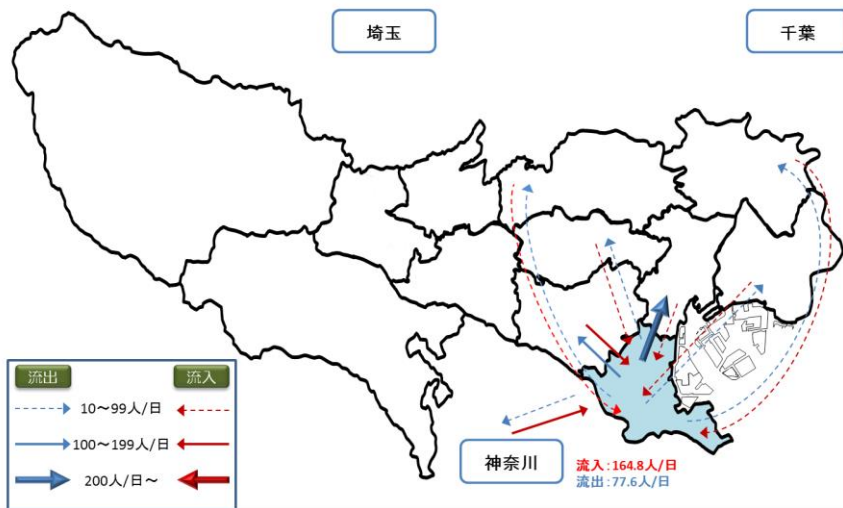 埼玉
千葉
流出
流入
10～99人/日
100～199人/日
200人/日～
神奈川
流入：164.8人/日
流出：77.6人/日